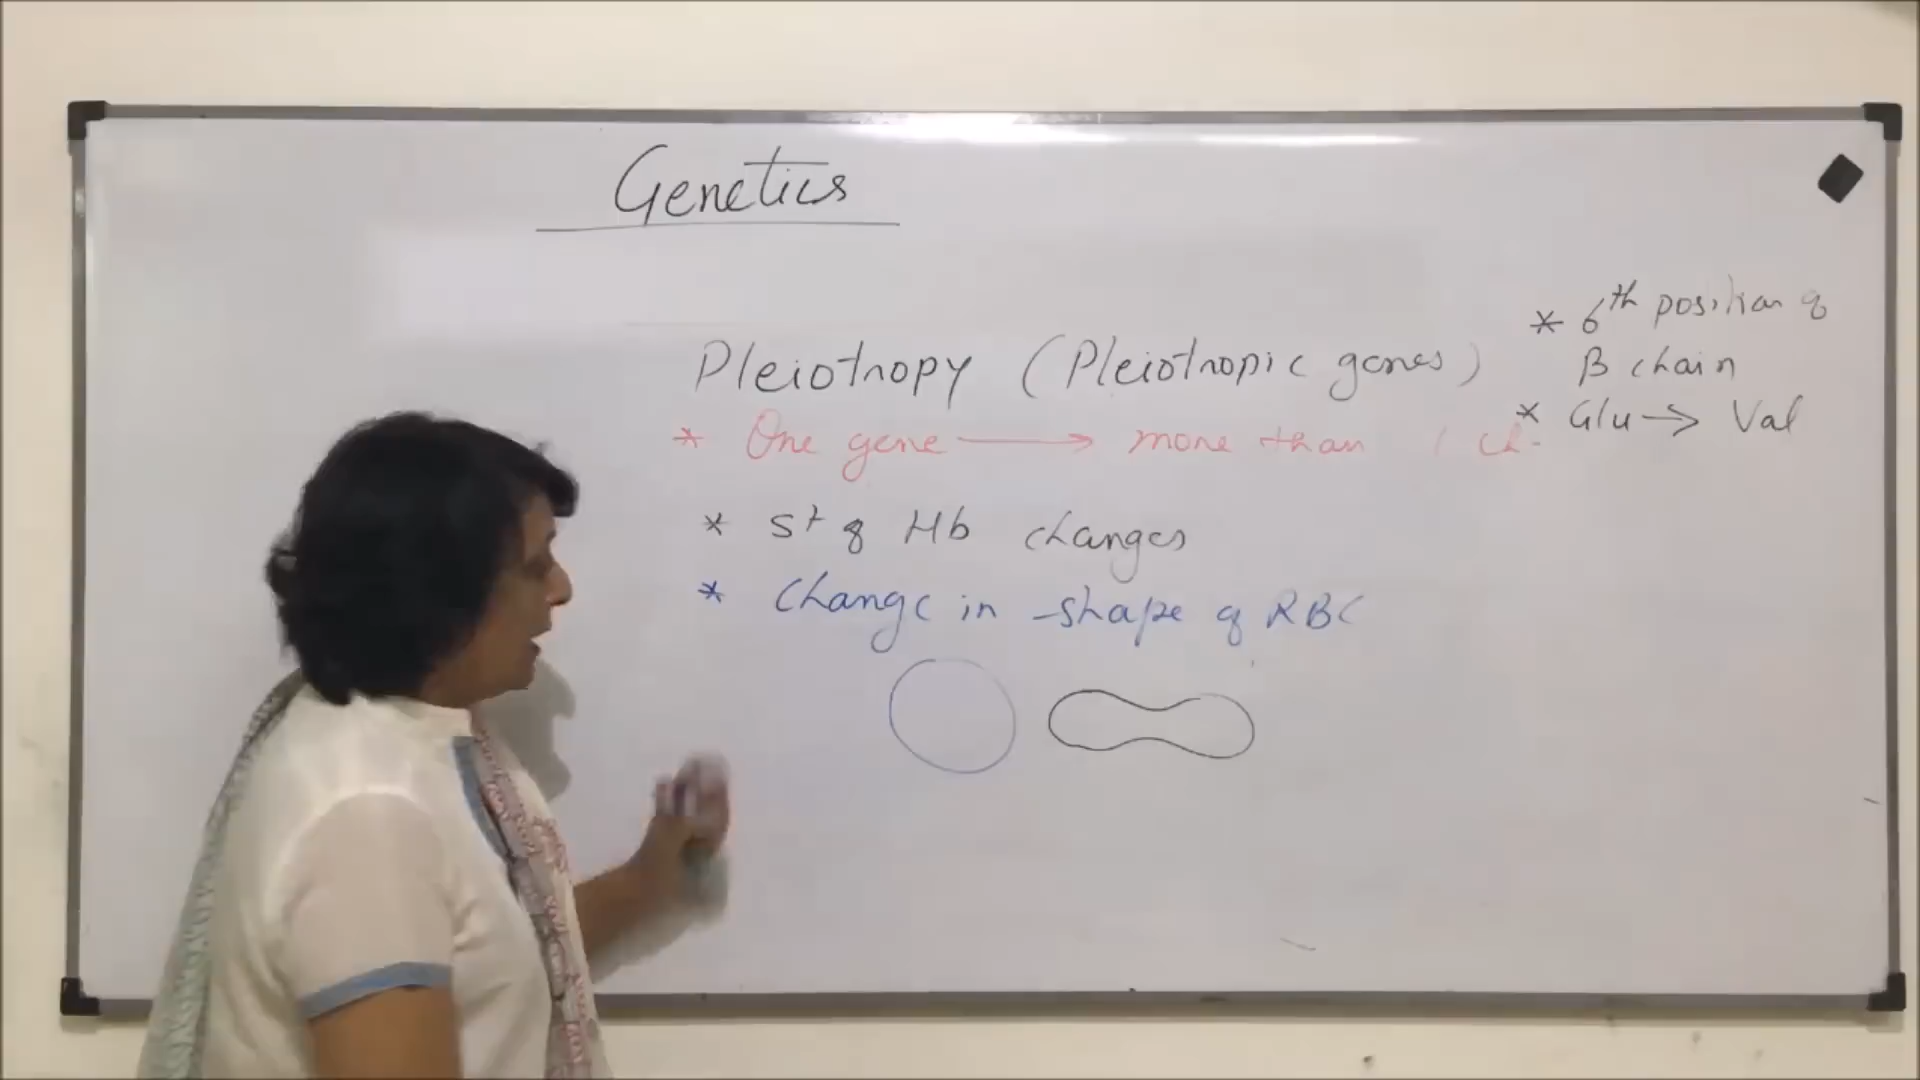 Genetics
Pleiotropy (Pleiotropic genes)
* One gene → more than 1 ch.
* St of Hb changes
* Change in shape of RBC
* 6th position of
B chain
* Glu → Val